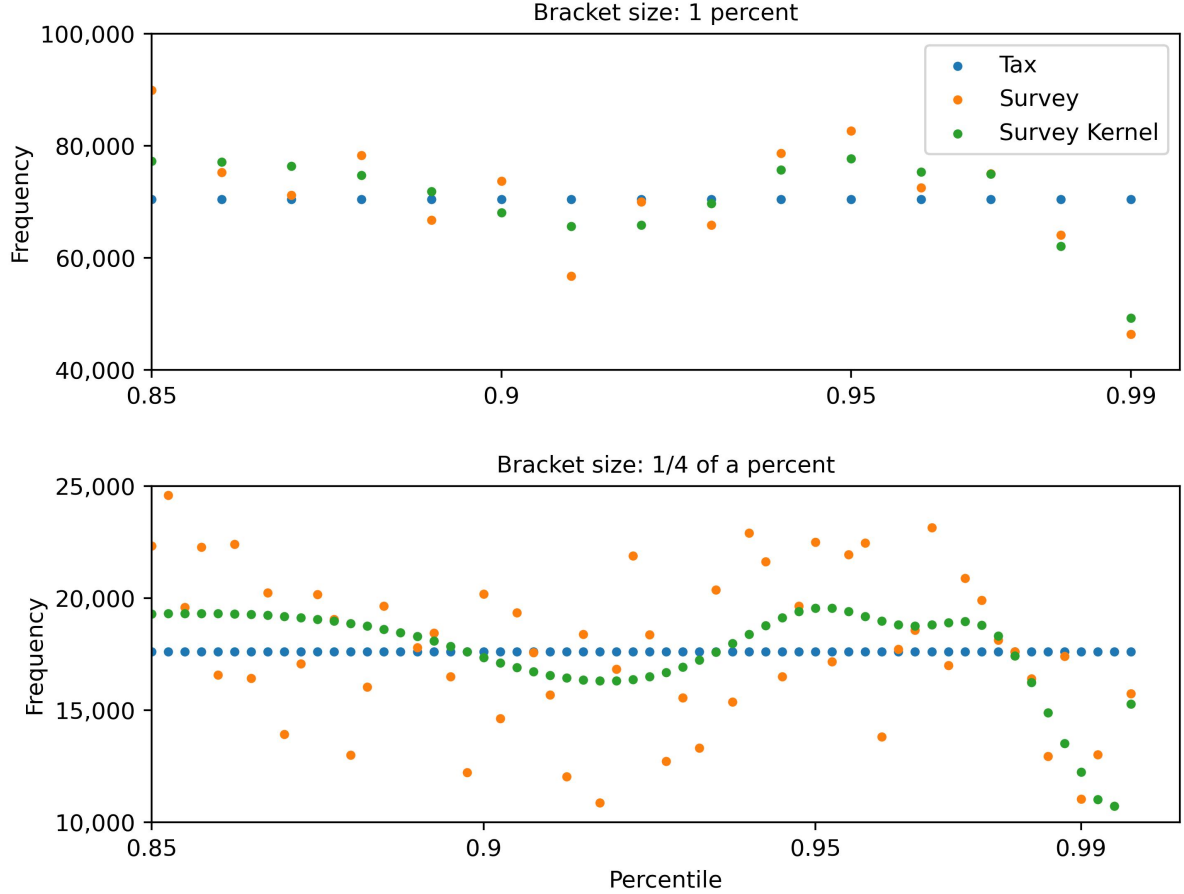 Bracket size: 1 percent
100,000
80,000
60,000
40,000
Frequency
Tax
Survey
Survey Kernel
0.85
0.9
0.95
0.99
Bracket size: 1/4 of a percent
25,000
20,000
15,000
10,000
Frequency
0.85
0.9
0.95
0.99
Percentile